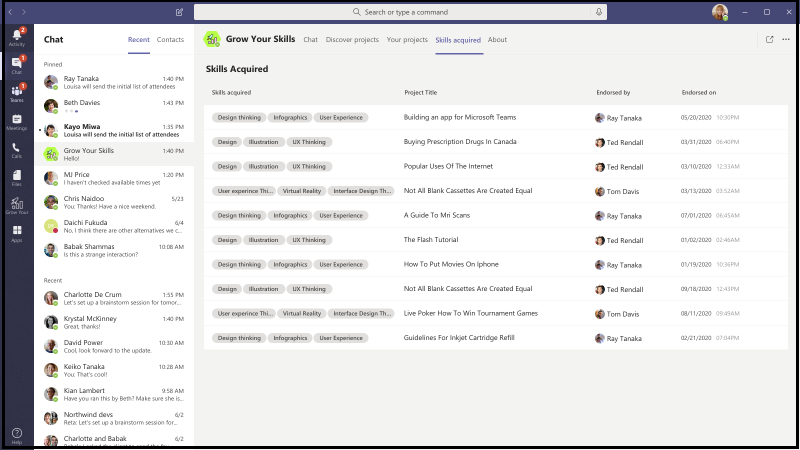 Search or type a command
2
Activity
1
Chat
1
Teams
Meetings
Calls
Files
Grow Your
Apps
Help
Chat
Recent
Contacts
Pinned
Ray Tanaka 1:40 PM
Louisa will send the initial list of attendees
Beth Davies 1:43 PM
Kayo Miwa 1:35 PM
Louisa will send the initial list of attendees
Grow Your Skills 1:40 PM
Hello!
MJ Price 1:20 PM
I haven't checked available times yet
Chris Naidoo 5/23
You: Thanks! Have a nice weekend.
Daichi Fukuda 6/4
No, I think there are other alternatives we c...
Babak Shammas 10:08 AM
Is this a strange interaction?
Recent
Charlotte De Crum 1:55 PM
Let's set up a brainstorm session for tomor...
Krystal McKinney 1:40 PM
Great, thanks!
David Power 10:30 AM
Cool, look forward to the update.
Keiko Tanaka 10:28 AM
You: That's cool!
Kian Lambert 9:58 AM
Have you ran this by Beth? Make sure she is...
Northwind devs 6/2
Reta: Let's set up a brainstorm session for...
Charlotte and Babak 6/2
Grow Your Skills
Chat
Discover projects
Your projects
Skills acquired
About
Skills Acquired
Skills acquired Project Title Endorsed by Endorsed on
Design thinking Infographics User Experience Building an app for Microsoft Teams Ray Tanaka 05/20/2020 10:30PM
Design Illustration UX Thinking Buying Prescription Drugs In Canada Ted Rendall 03/31/2020 06:40PM
Design Illustration UX Thinking Popular Uses Of The Internet Ted Rendall 03/10/2020 12:33AM
User experince Thi... Virtual Reality Interface Design Th... Not All Blank Cassettes Are Created Equal Tom Davis 03/13/2020 03:52AM
Design thinking Infographics User Experience A Guide To Mri Scans Ray Tanaka 07/01/2020 06:45AM
Design Illustration UX Thinking The Flash Tutorial Ted Rendall 01/02/2020 02:46AM
Design thinking Infographics User Experience How To Put Movies On Iphone Ray Tanaka 01/19/2020 10:36PM
Design Illustration UX Thinking Not All Blank Cassettes Are Created Equal Ted Rendall 09/18/2020 12:43PM
User experince Thi... Virtual Reality Interface Design Th... Live Poker How To Win Tournament Games Tom Davis 08/11/2020 09:49AM
Design thinking Infographics User Experience Guidelines For Inkjet Cartridge Refill Ray Tanaka 02/21/2020 07:04PM